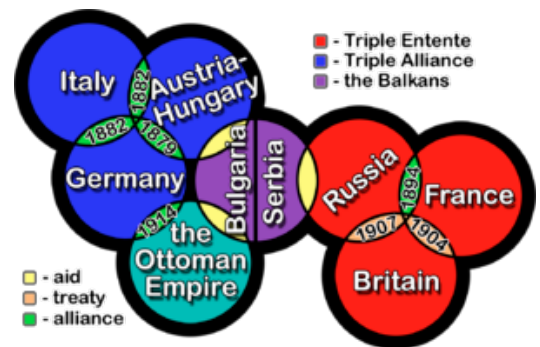 Italy
Austria-
Hungary
1882
1882
1879
Germany
Bulgaria
Serbia
1914
the
Ottoman
Empire
Russia
France
1894
1907
1904
Britain
- Triple Entente
- Triple Alliance
- the Balkans
- aid
- treaty
- alliance